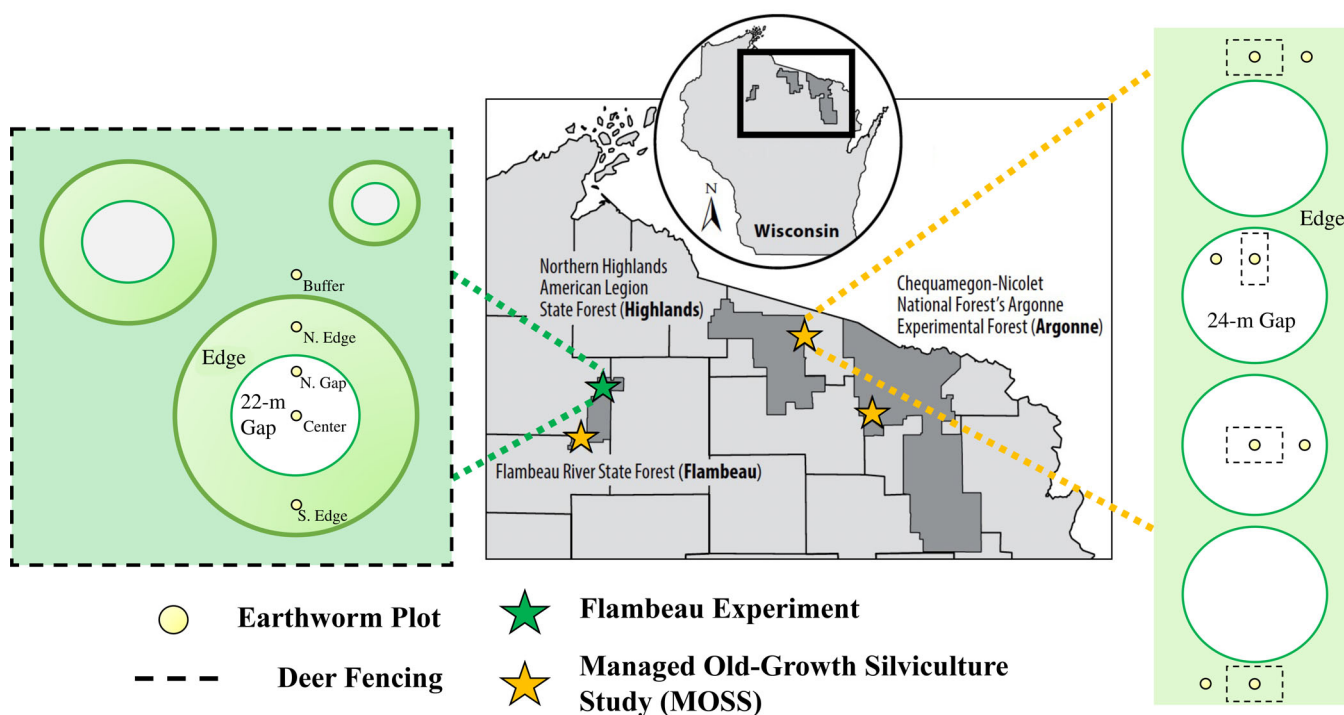 N
Wisconsin
Buffer
N. Edge
Edge
N. Gap
22-m
Gap
Center
S. Edge
Northern Highlands
American Legion
State Forest (Highlands)
Chequamegon-Nicolet
National Forest's Argonne
Experimental Forest (Argonne)
Flambeau River State Forest (Flambeau)
Edge
24-m Gap
Earthworm Plot
Flambeau Experiment
Deer Fencing
Managed Old-Growth Silviculture
Study (MOSS)